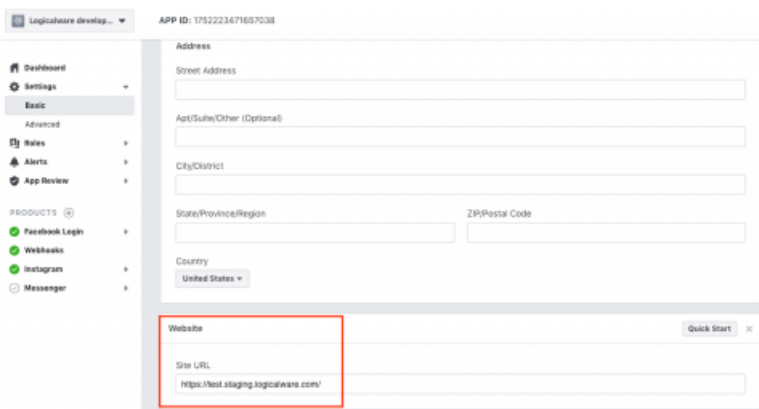 Logicalware develop...
APP ID: 1752223471657038
Address
Dashboard
Street Address
Settings
Basic
Advanced
Apt/Suite/Other (Optional)
Roles
Alerts
City/District
App Review
PRODUCTS
State/Province/Region
ZIP/Postal Code
Facebook Login
Webhooks
Instagram
Country
Messenger
United States
Website
Quick Start
Site URL
https://test.staging.logicalware.com/